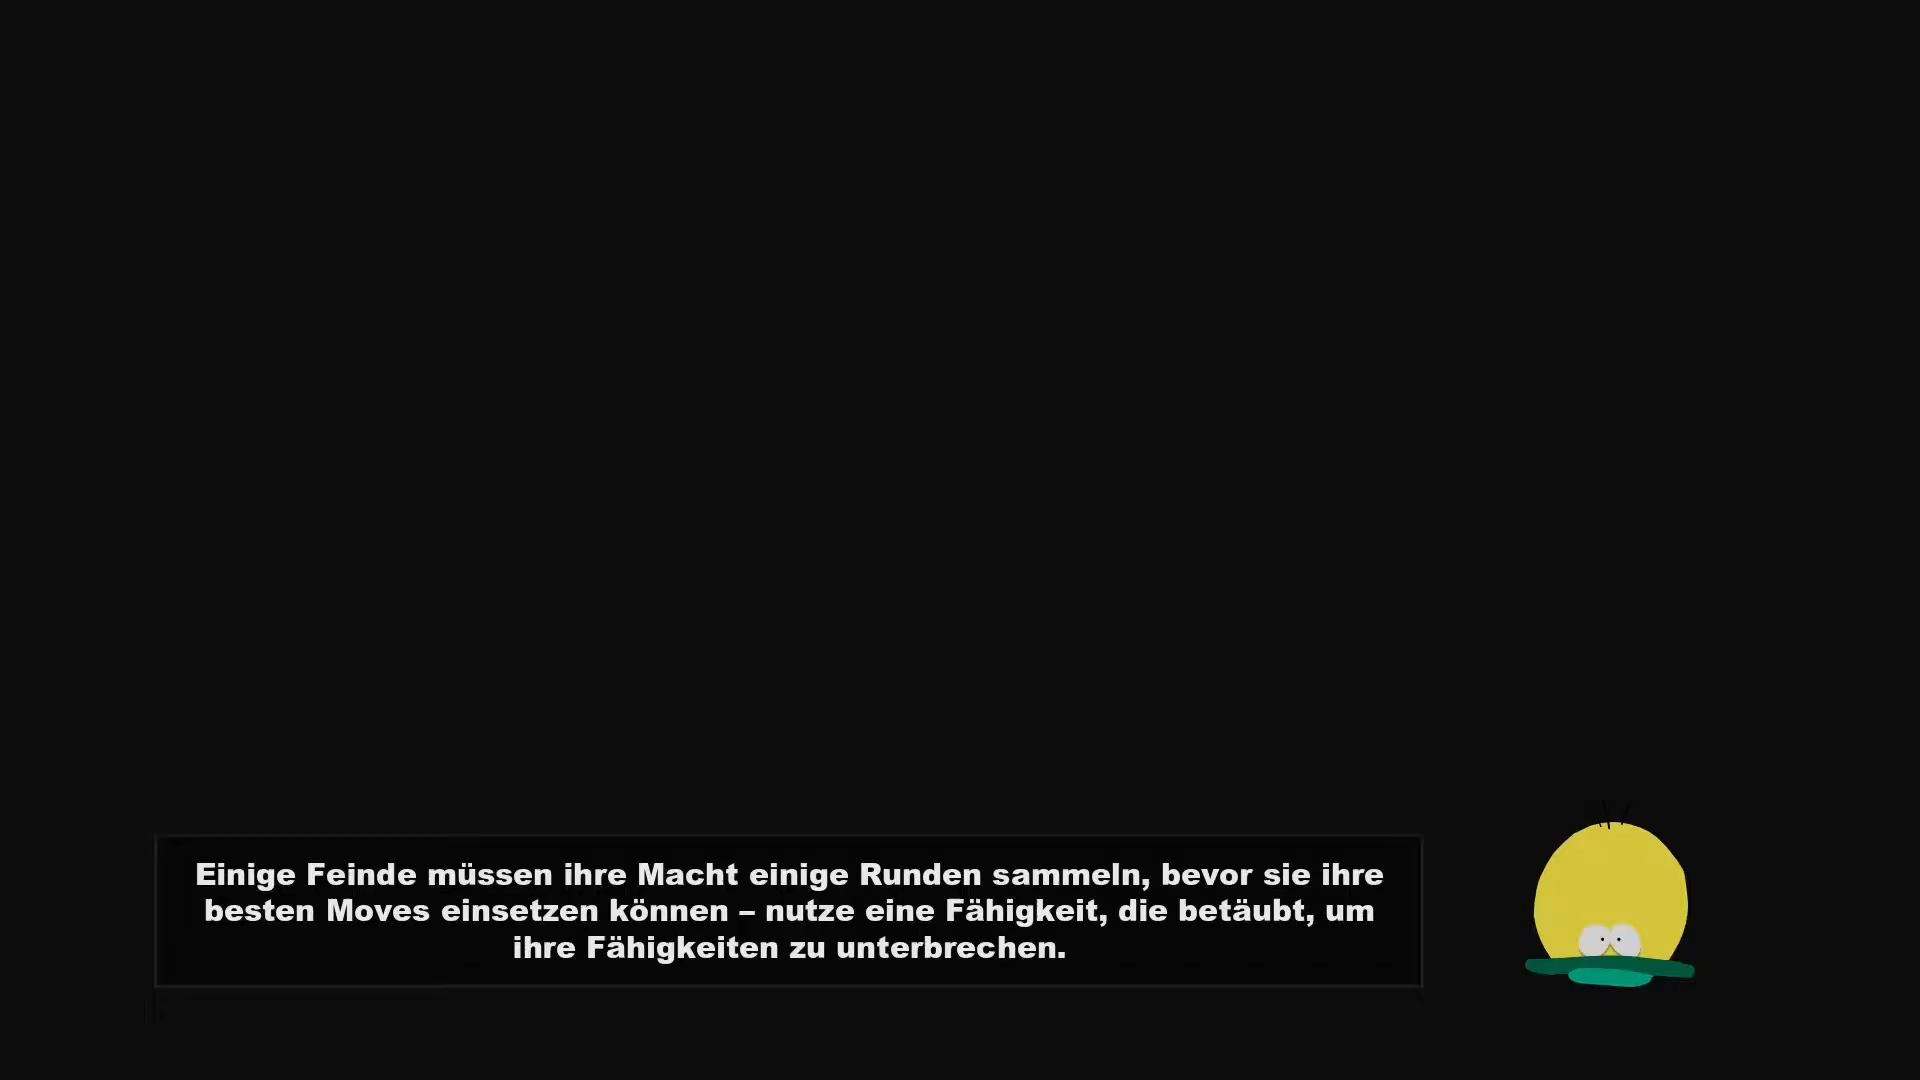 Einige Feinde müssen ihre Macht einige Runden sammeln, bevor sie ihre
besten Moves einsetzen können – nutze eine Fähigkeit, die betäubt, um
ihre Fähigkeiten zu unterbrechen.